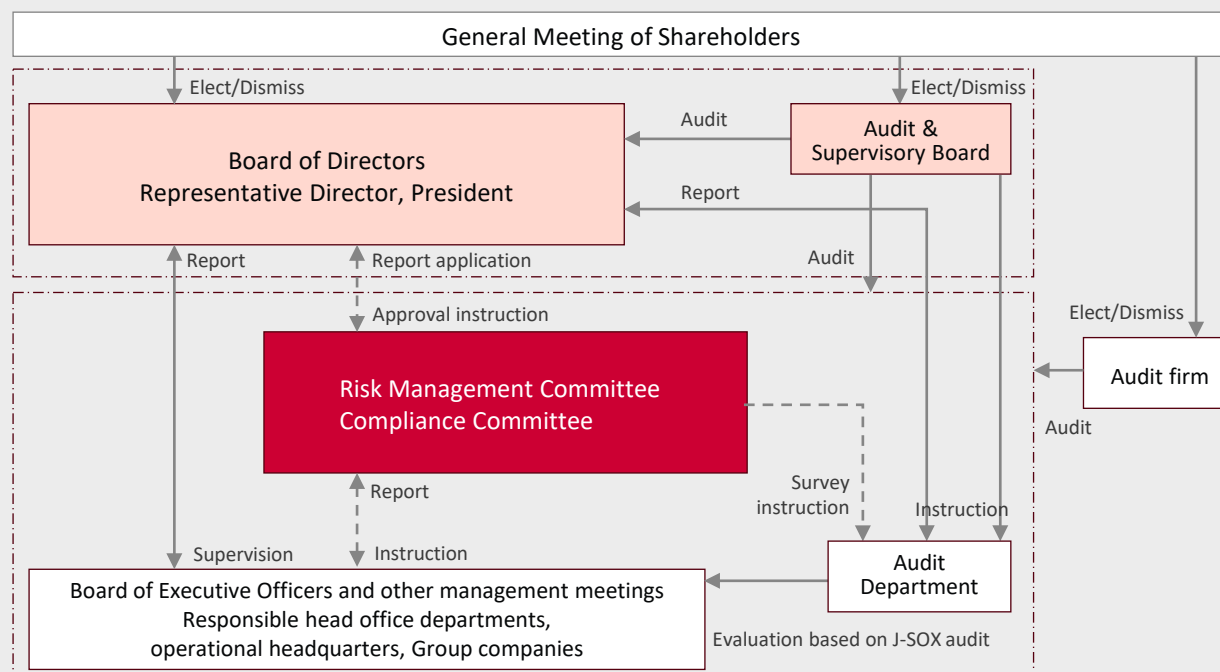 General Meeting of Shareholders
Elect/Dismiss
Elect/Dismiss
Board of Directors
Representative Director, President
Audit
Audit &
Supervisory Board
Report
Report
Report application
Audit
Approval instruction
Elect/Dismiss
Risk Management Committee
Compliance Committee
Audit firm
Audit
Report
Survey
instruction
Instruction
Supervision
Instruction
Audit
Department
Board of Executive Officers and other management meetings
Responsible head office departments,
operational headquarters, Group companies
Evaluation based on J-SOX audit